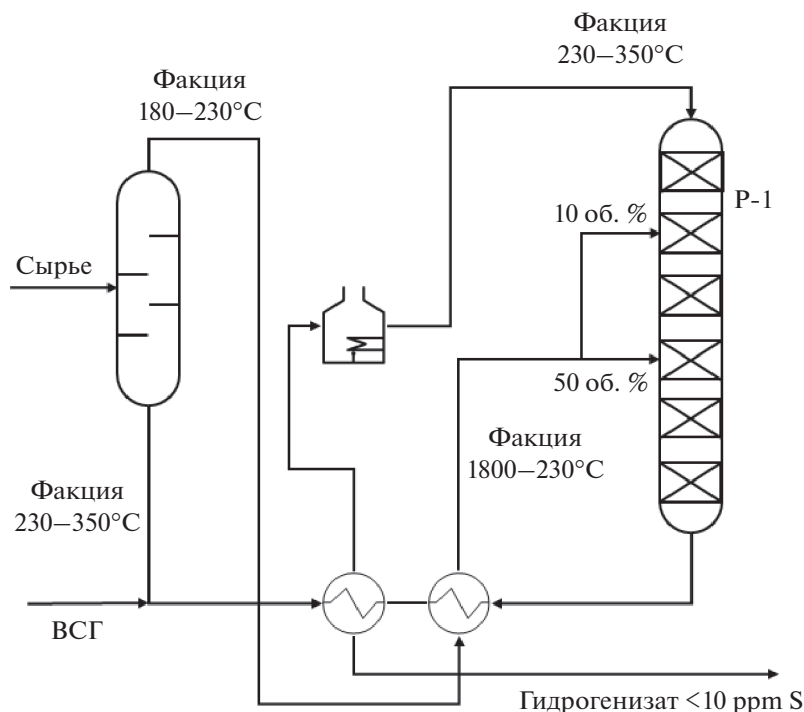 Факция
230–350°C
Факция
180–230°C
P-1
10 об. %
Сырье
50 об. %
Факция
1800–230°C
Факция
230–350°C
ВСГ
Гидрогенизат <10 ppm S